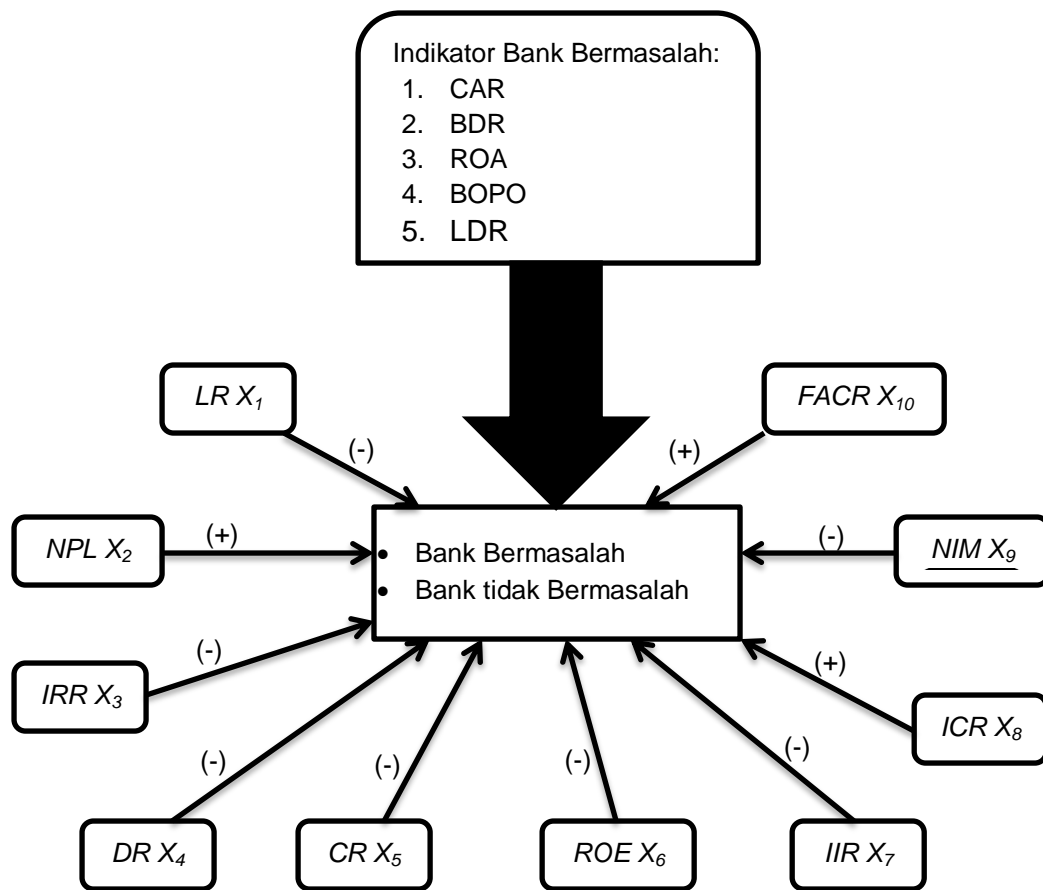 Indikator Bank Bermasalah:
1. CAR
2. BDR
3. ROA
4. BOPO
5. LDR
LR X1
FACR X10
(-)
(+)
NPL X2
(+)
• Bank Bermasalah
• Bank tidak Bermasalah
(-)
NIM X9
(-)
IRR X3
(+)
ICR X8
(-)
(-)
(-)
(-)
DR X4
CR X5
ROE X6
IIR X7